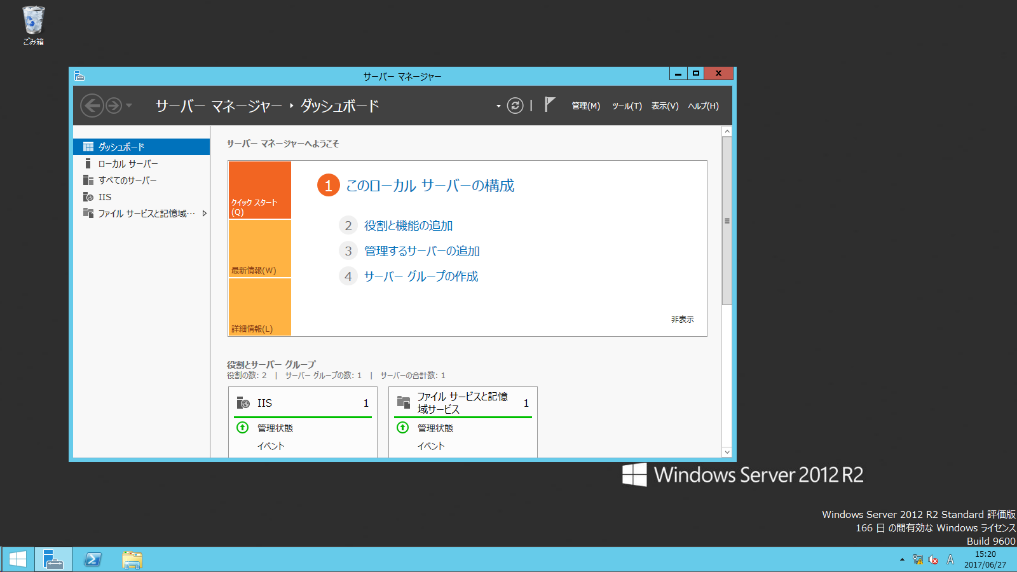 ごみ箱
サーバー マネージャー
サーバー マネージャー ・ ダッシュボード
管理(M) ツール(T) 表示(V) ヘルプ(H)
ダッシュボード
ローカル サーバー
すべてのサーバー
IIS
ファイル サービスと記憶域…
サーバー マネージャーへようこそ
クイック スタート
(Q)
最新情報(W)
詳細情報(L)
1 このローカル サーバーの構成
2 役割と機能の追加
3 管理するサーバーの追加
4 サーバー グループの作成
非表示
役割とサーバー グループ
役割の数: 2 | サーバー グループの数: 1 | サーバーの合計数: 1
IIS 1
管理状態
イベント
ファイル サービスと記憶
域サービス 1
管理状態
イベント
Windows Server 2012 R2
Windows Server 2012 R2 Standard 評価版
166 日 の間有効な Windows ライセンス
Build 9600
A
15:20
2017/06/27